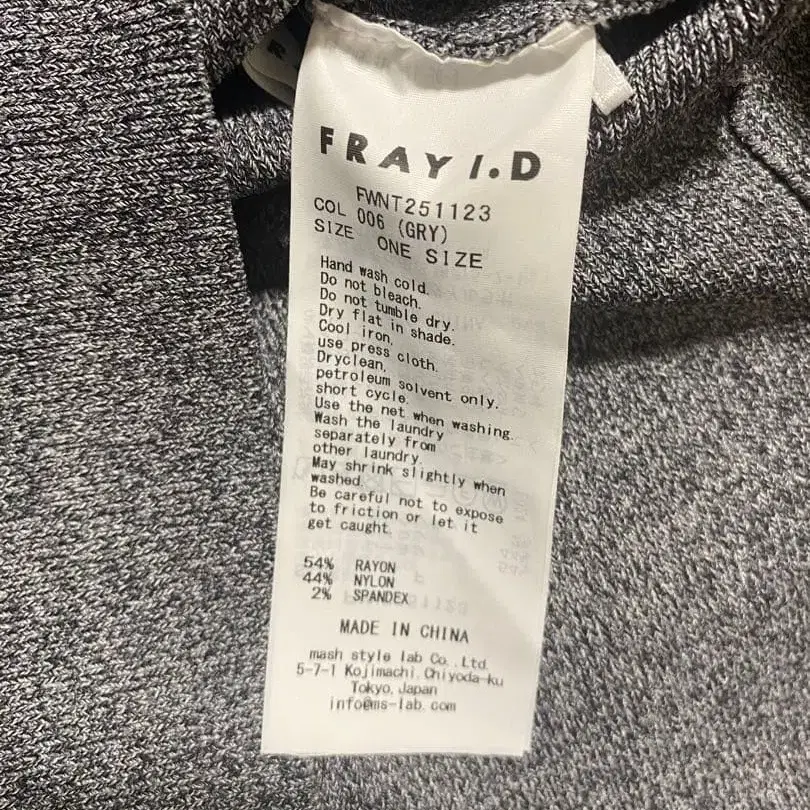 FRAY I.D
FWNT251123
COL 006 (GRY)
SIZE ONE SIZE
Hand wash cold.
Do not bleach.
Do not tumble dry.
Dry flat in shade.
Cool iron,
use press cloth.
Dryclean,
petroleum solvent only.
short cycle.
Use the net when washing.
Wash the laundry
separately from
other laundry.
May shrink slightly when
washed.
Be careful not to expose
to friction or let it
get caught.
54% RAYON
44% NYLON
2% SPANDEX
MADE IN CHINA
mash style lab Co.,Ltd.
5-7-1 Kojimachi,Chiyoda-ku
Tokyo,Japan
info@ms-lab.com